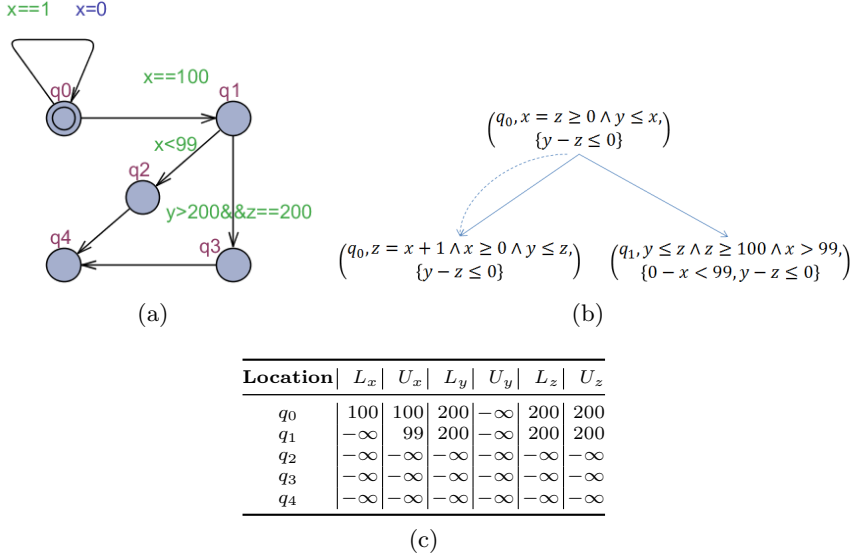 x==1 x=0
x==100
q0 q1
x<99
q2
y>200&&z==200
q4 q3
(a)
(q₀, x = z ≥ 0 ∧ y ≤ x,
{y − z ≤ 0})
(q₀, z = x + 1 ∧ x ≥ 0 ∧ y ≤ z,
{y − z ≤ 0})
(q₁, y ≤ z ∧ z ≥ 100 ∧ x > 99,
{0 − x < 99, y − z ≤ 0})
(b)
Location| Lₓ| Uₓ| L_y| U_y| L_z| U_z
q₀ | 100| 100| 200|−∞| 200| 200
q₁ |−∞| 99| 200|−∞| 200| 200
q₂ |−∞|−∞|−∞|−∞|−∞|−∞
q₃ |−∞|−∞|−∞|−∞|−∞|−∞
q₄ |−∞|−∞|−∞|−∞|−∞|−∞
(c)